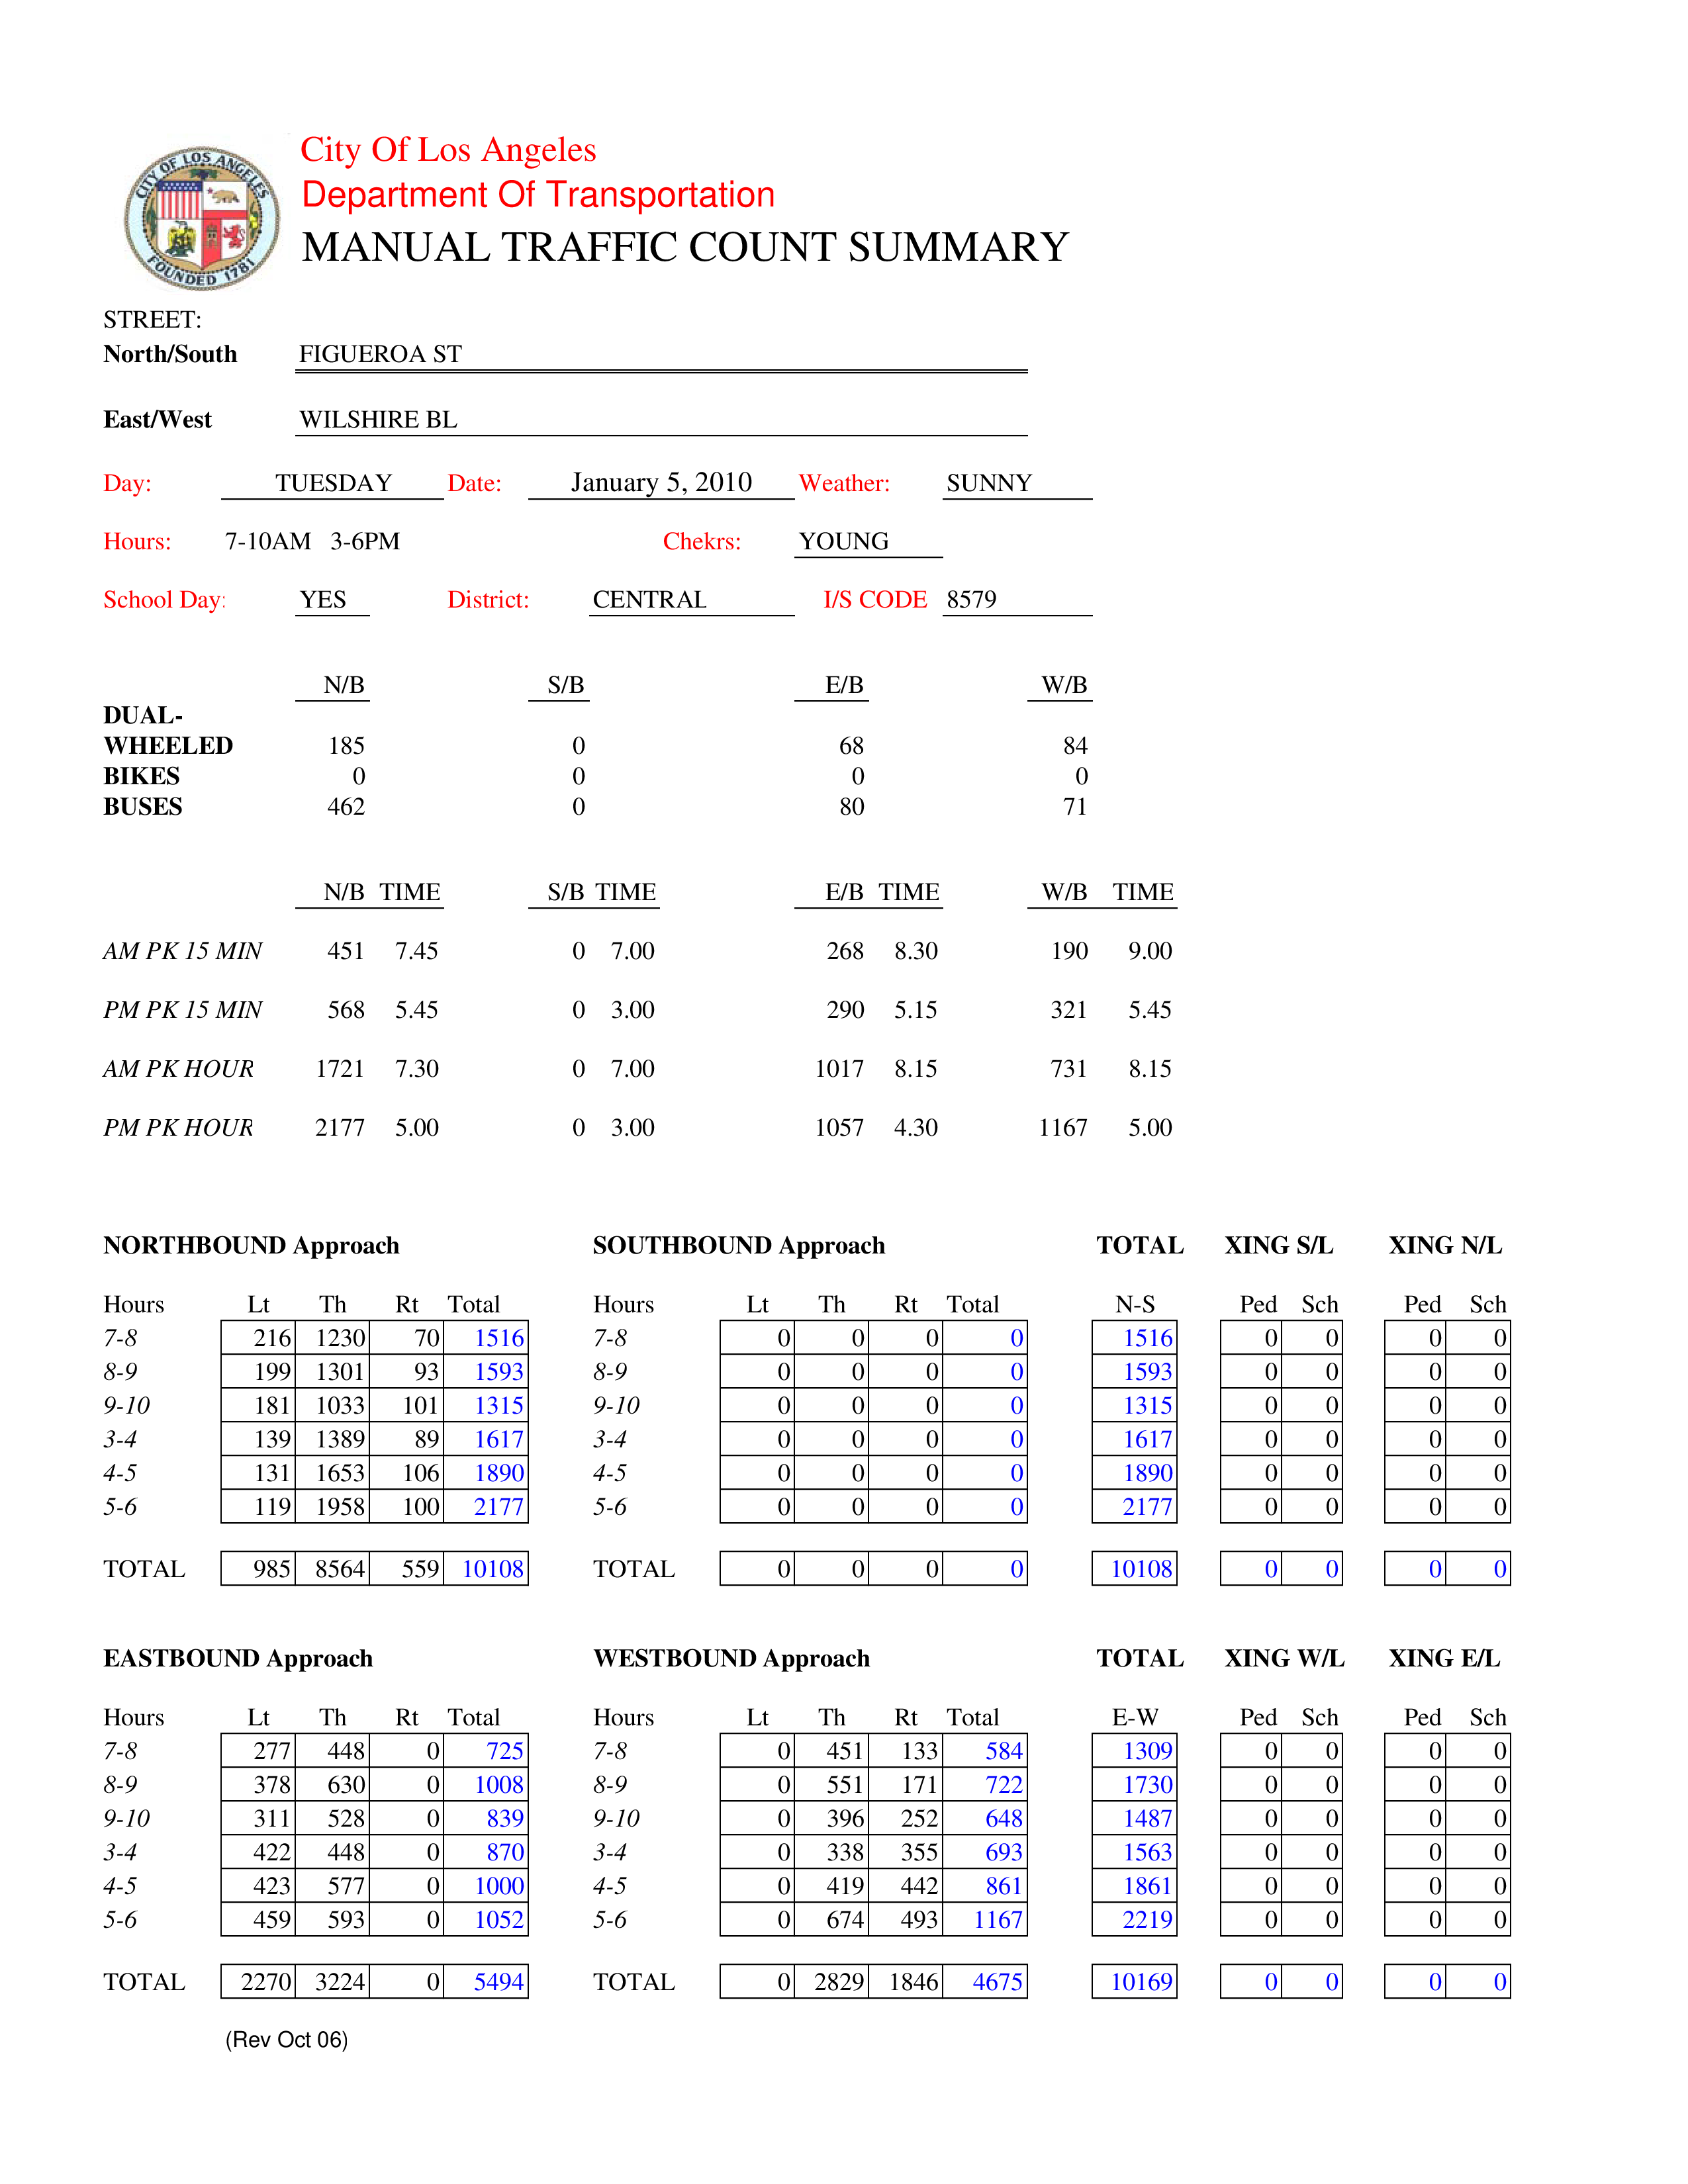 CITY OF LOS ANGELES
FOUNDED 1781
City Of Los Angeles
Department Of Transportation
MANUAL TRAFFIC COUNT SUMMARY
STREET:
North/South FIGUEROA ST
East/West WILSHIRE BL
Day: TUESDAY Date: January 5, 2010 Weather: SUNNY
Hours: 7-10AM 3-6PM Chekrs: YOUNG
School Day: YES District: CENTRAL I/S CODE 8579
N/B S/B E/B W/B
DUAL-
WHEELED 185 0 68 84
BIKES 0 0 0 0
BUSES 462 0 80 71
N/B TIME S/B TIME E/B TIME W/B TIME
AM PK 15 MIN 451 7.45 0 7.00 268 8.30 190 9.00
PM PK 15 MIN 568 5.45 0 3.00 290 5.15 321 5.45
AM PK HOUR 1721 7.30 0 7.00 1017 8.15 731 8.15
PM PK HOUR 2177 5.00 0 3.00 1057 4.30 1167 5.00
NORTHBOUND Approach SOUTHBOUND Approach TOTAL XING S/L XING N/L
Hours Lt Th Rt Total Hours Lt Th Rt Total N-S Ped Sch Ped Sch
7-8 216 1230 70 1516 7-8 0 0 0 0 1516 0 0 0 0
8-9 199 1301 93 1593 8-9 0 0 0 0 1593 0 0 0 0
9-10 181 1033 101 1315 9-10 0 0 0 0 1315 0 0 0 0
3-4 139 1389 89 1617 3-4 0 0 0 0 1617 0 0 0 0
4-5 131 1653 106 1890 4-5 0 0 0 0 1890 0 0 0 0
5-6 119 1958 100 2177 5-6 0 0 0 0 2177 0 0 0 0
TOTAL 985 8564 559 10108 TOTAL 0 0 0 0 10108 0 0 0 0
EASTBOUND Approach WESTBOUND Approach TOTAL XING W/L XING E/L
Hours Lt Th Rt Total Hours Lt Th Rt Total E-W Ped Sch Ped Sch
7-8 277 448 0 725 7-8 0 451 133 584 1309 0 0 0 0
8-9 378 630 0 1008 8-9 0 551 171 722 1730 0 0 0 0
9-10 311 528 0 839 9-10 0 396 252 648 1487 0 0 0 0
3-4 422 448 0 870 3-4 0 338 355 693 1563 0 0 0 0
4-5 423 577 0 1000 4-5 0 419 442 861 1861 0 0 0 0
5-6 459 593 0 1052 5-6 0 674 493 1167 2219 0 0 0 0
TOTAL 2270 3224 0 5494 TOTAL 0 2829 1846 4675 10169 0 0 0 0
(Rev Oct 06)